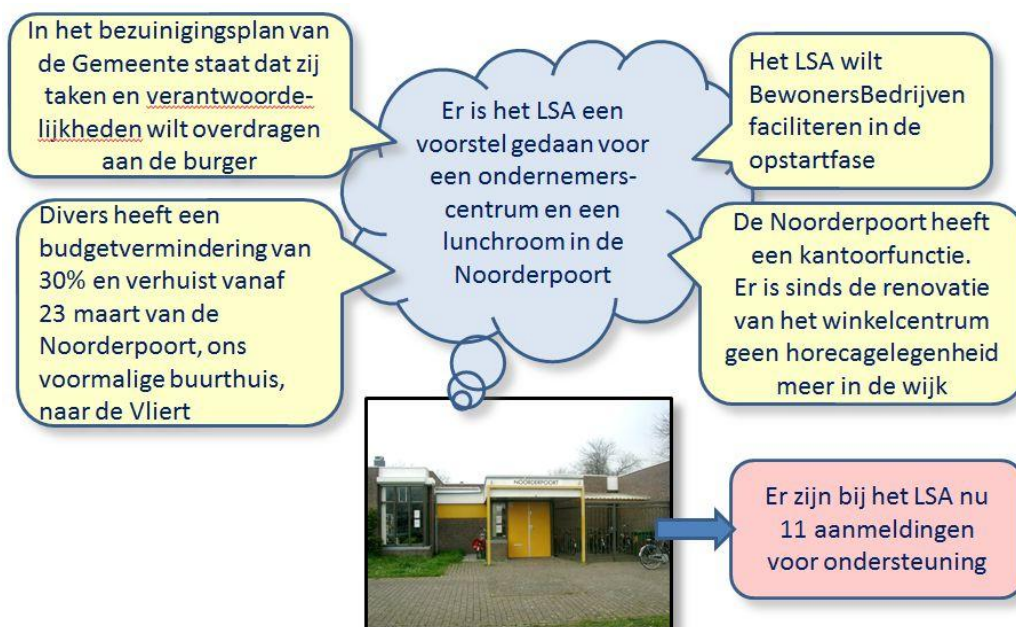 In het bezuinigingsplan van
de Gemeente staat dat zij
taken en verantwoorde-
lijkheden wilt overdragen
aan de burger
Er is het LSA een
voorstel gedaan voor
een ondernemers-
centrum en een
lunchroom in de
Noorderpoort
Het LSA wilt
BewonersBedrijven
faciliteren in de
opstartfase
Divers heeft een
budgetvermindering van
30% en verhuist vanaf
23 maart van de
Noorderpoort, ons
voormalige buurthuis,
naar de Vliert
De Noorderpoort heeft
een kantoorfunctie.
Er is sinds de renovatie
van het winkelcentrum
geen horecagelegenheid
meer in de wijk
NOORDERPOORT
Er zijn bij het LSA nu
11 aanmeldingen
voor ondersteuning